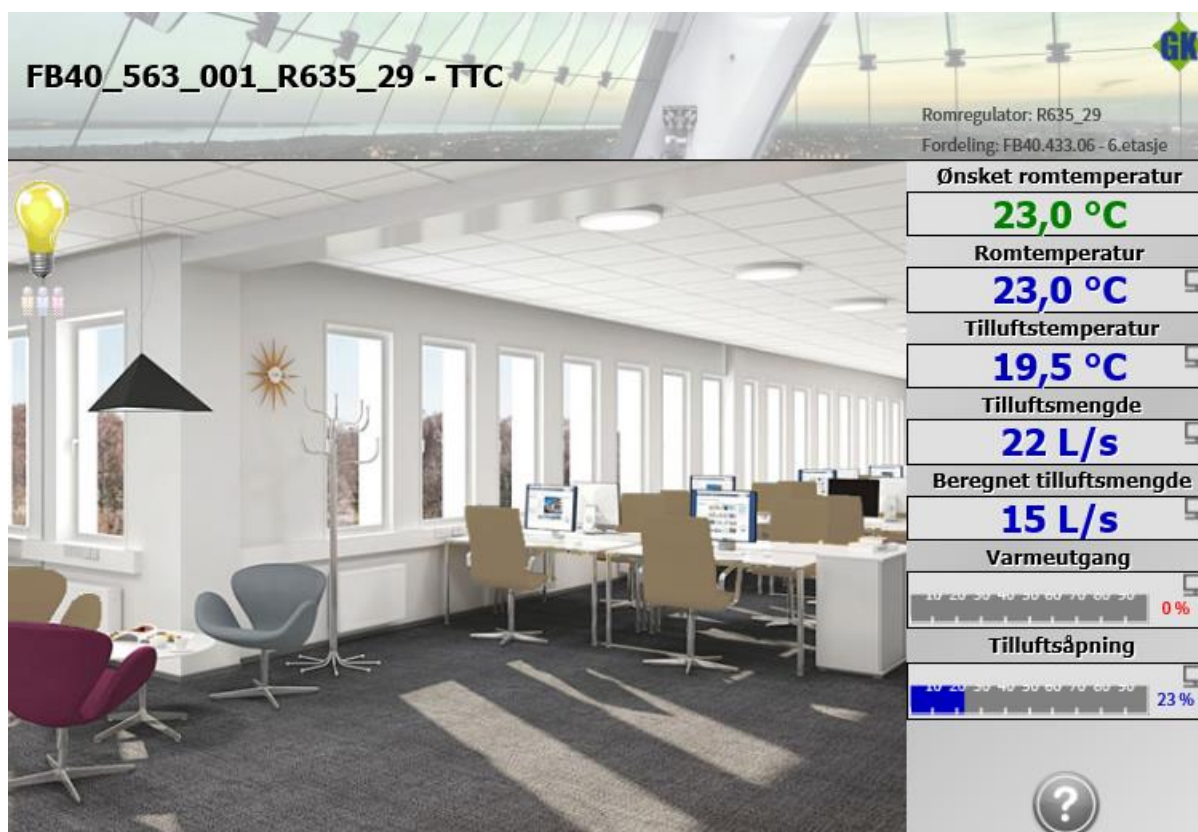 FB40_563_001_R635_29 - TTC
GK
Romregulator: R635_29
Fordeling: FB40.433.06 - 6.etasje
Ønsket romtemperatur
23,0 °C
Romtemperatur
23,0 °C
Tilluftstemperatur
19,5 °C
Tilluftsmengde
22 L/s
Beregnet tilluftsmengde
15 L/s
Varmeutgang
10 20 30 40 50 60 70 80 90
0 %
Tilluftsåpning
10 20 30 40 50 60 70 80 90
23 %
?